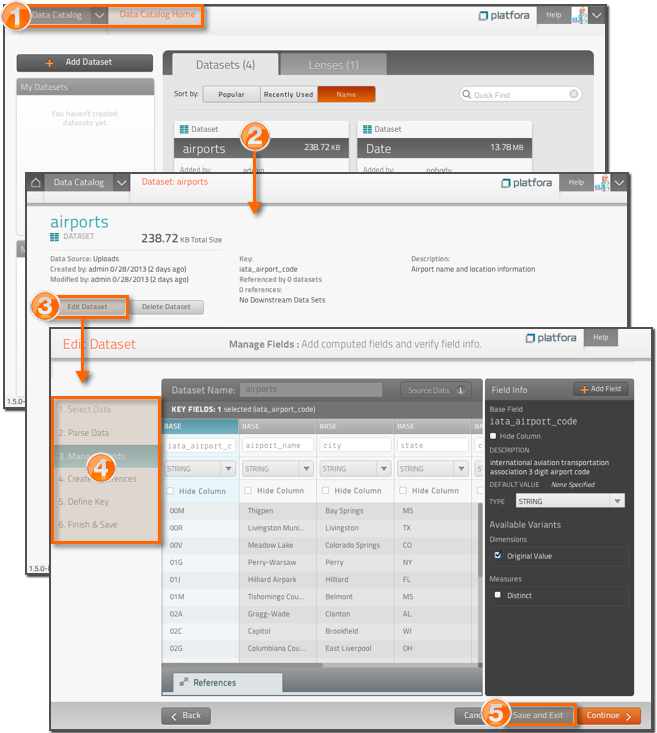 1
Data Catalog
Data Catalog Home
platfora
Help
+ Add Dataset
My Datasets
You haven't created
datasets yet.
Datasets (4)
Lenses (1)
Sort by:
Popular
Recently Used
Name
Quick Find
Dataset
airports
238.72 KB
Added by:
admin
Dataset
Date
13.78 MB
Added by:
nobody
2
Data Catalog
Dataset: airports
platfora
Help
airports
DATASET
238.72 KB Total Size
Data Source: Uploads
Created by: admin 0/28/2013 (2 days ago)
Modified by: admin 0/28/2013 (2 days ago)
Key:
iata_airport_code
Referenced by 0 datasets
0 references:
No Downstream Data Sets
Description:
Airport name and location information
3
Edit Dataset
Delete Dataset
Edit Dataset
Manage Fields : Add computed fields and verify field info.
platfora
Help
4
1. Select Data
2. Parse Data
3. Manage Fields
4. Create References
5. Define Key
6. Finish & Save
Dataset Name:
airports
Source Data
KEY FIELDS: 1 selected (iata_airport_code)
BASE BASE BASE BASE BASE
iata_airport_c airport_name city state c
STRING STRING STRING STRING
Hide Column Hide Column Hide Column Hide Column
00M Thigpen Bay Springs MS
00R Livingston Muni... Livingston TX
00V Meadow Lake Colorado Springs CO
01G Perry-Warsaw Perry NY
01J Hilliard Airpark Hilliard FL
01M Tishomingo Cou... Belmont MS
02A Gragg-Wade Clanton AL
02C Capitol Brookfield WI
02G Columbiana Cou... East Liverpool OH
References
Field Info
+ Add Field
Base Field
iata_airport_code
Hide Column
DESCRIPTION
international aviation transportation
association 3 digit airport code
DEFAULT VALUE None Specified
TYPE STRING
Available Variants
Dimensions
Original Value
Measures
Distinct
1.5.0-
1.5.0-
Back
Canc
5
Save and Exit
Continue